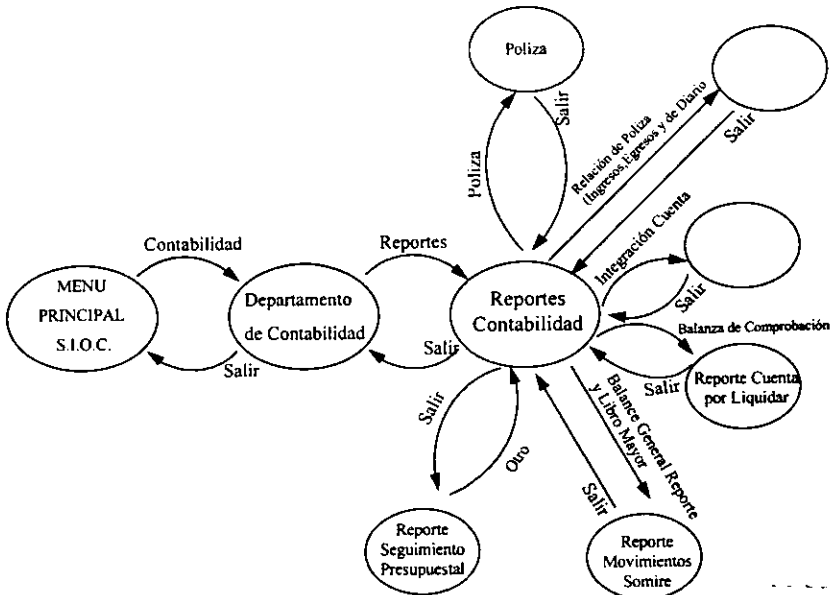 Poliza
Salir
Poliza
Relación de Poliza
(Ingresos,Egresos y de Diario
Salir
Contabilidad
Reportes
Integración Cuenta
Salir
MENU
PRINCIPAL
S.I.O.C.
Departamento
de Contabilidad
Reportes
Contabilidad
Salir
Salir
Balanza de Comprobación
Salir
Reporte Cuenta
por Liquidar
Salir
Otro
Balance General Reporte
y Libro Mayor
Salir
Reporte
Seguimiento
Presupuestal
Reporte
Movimientos
Somire